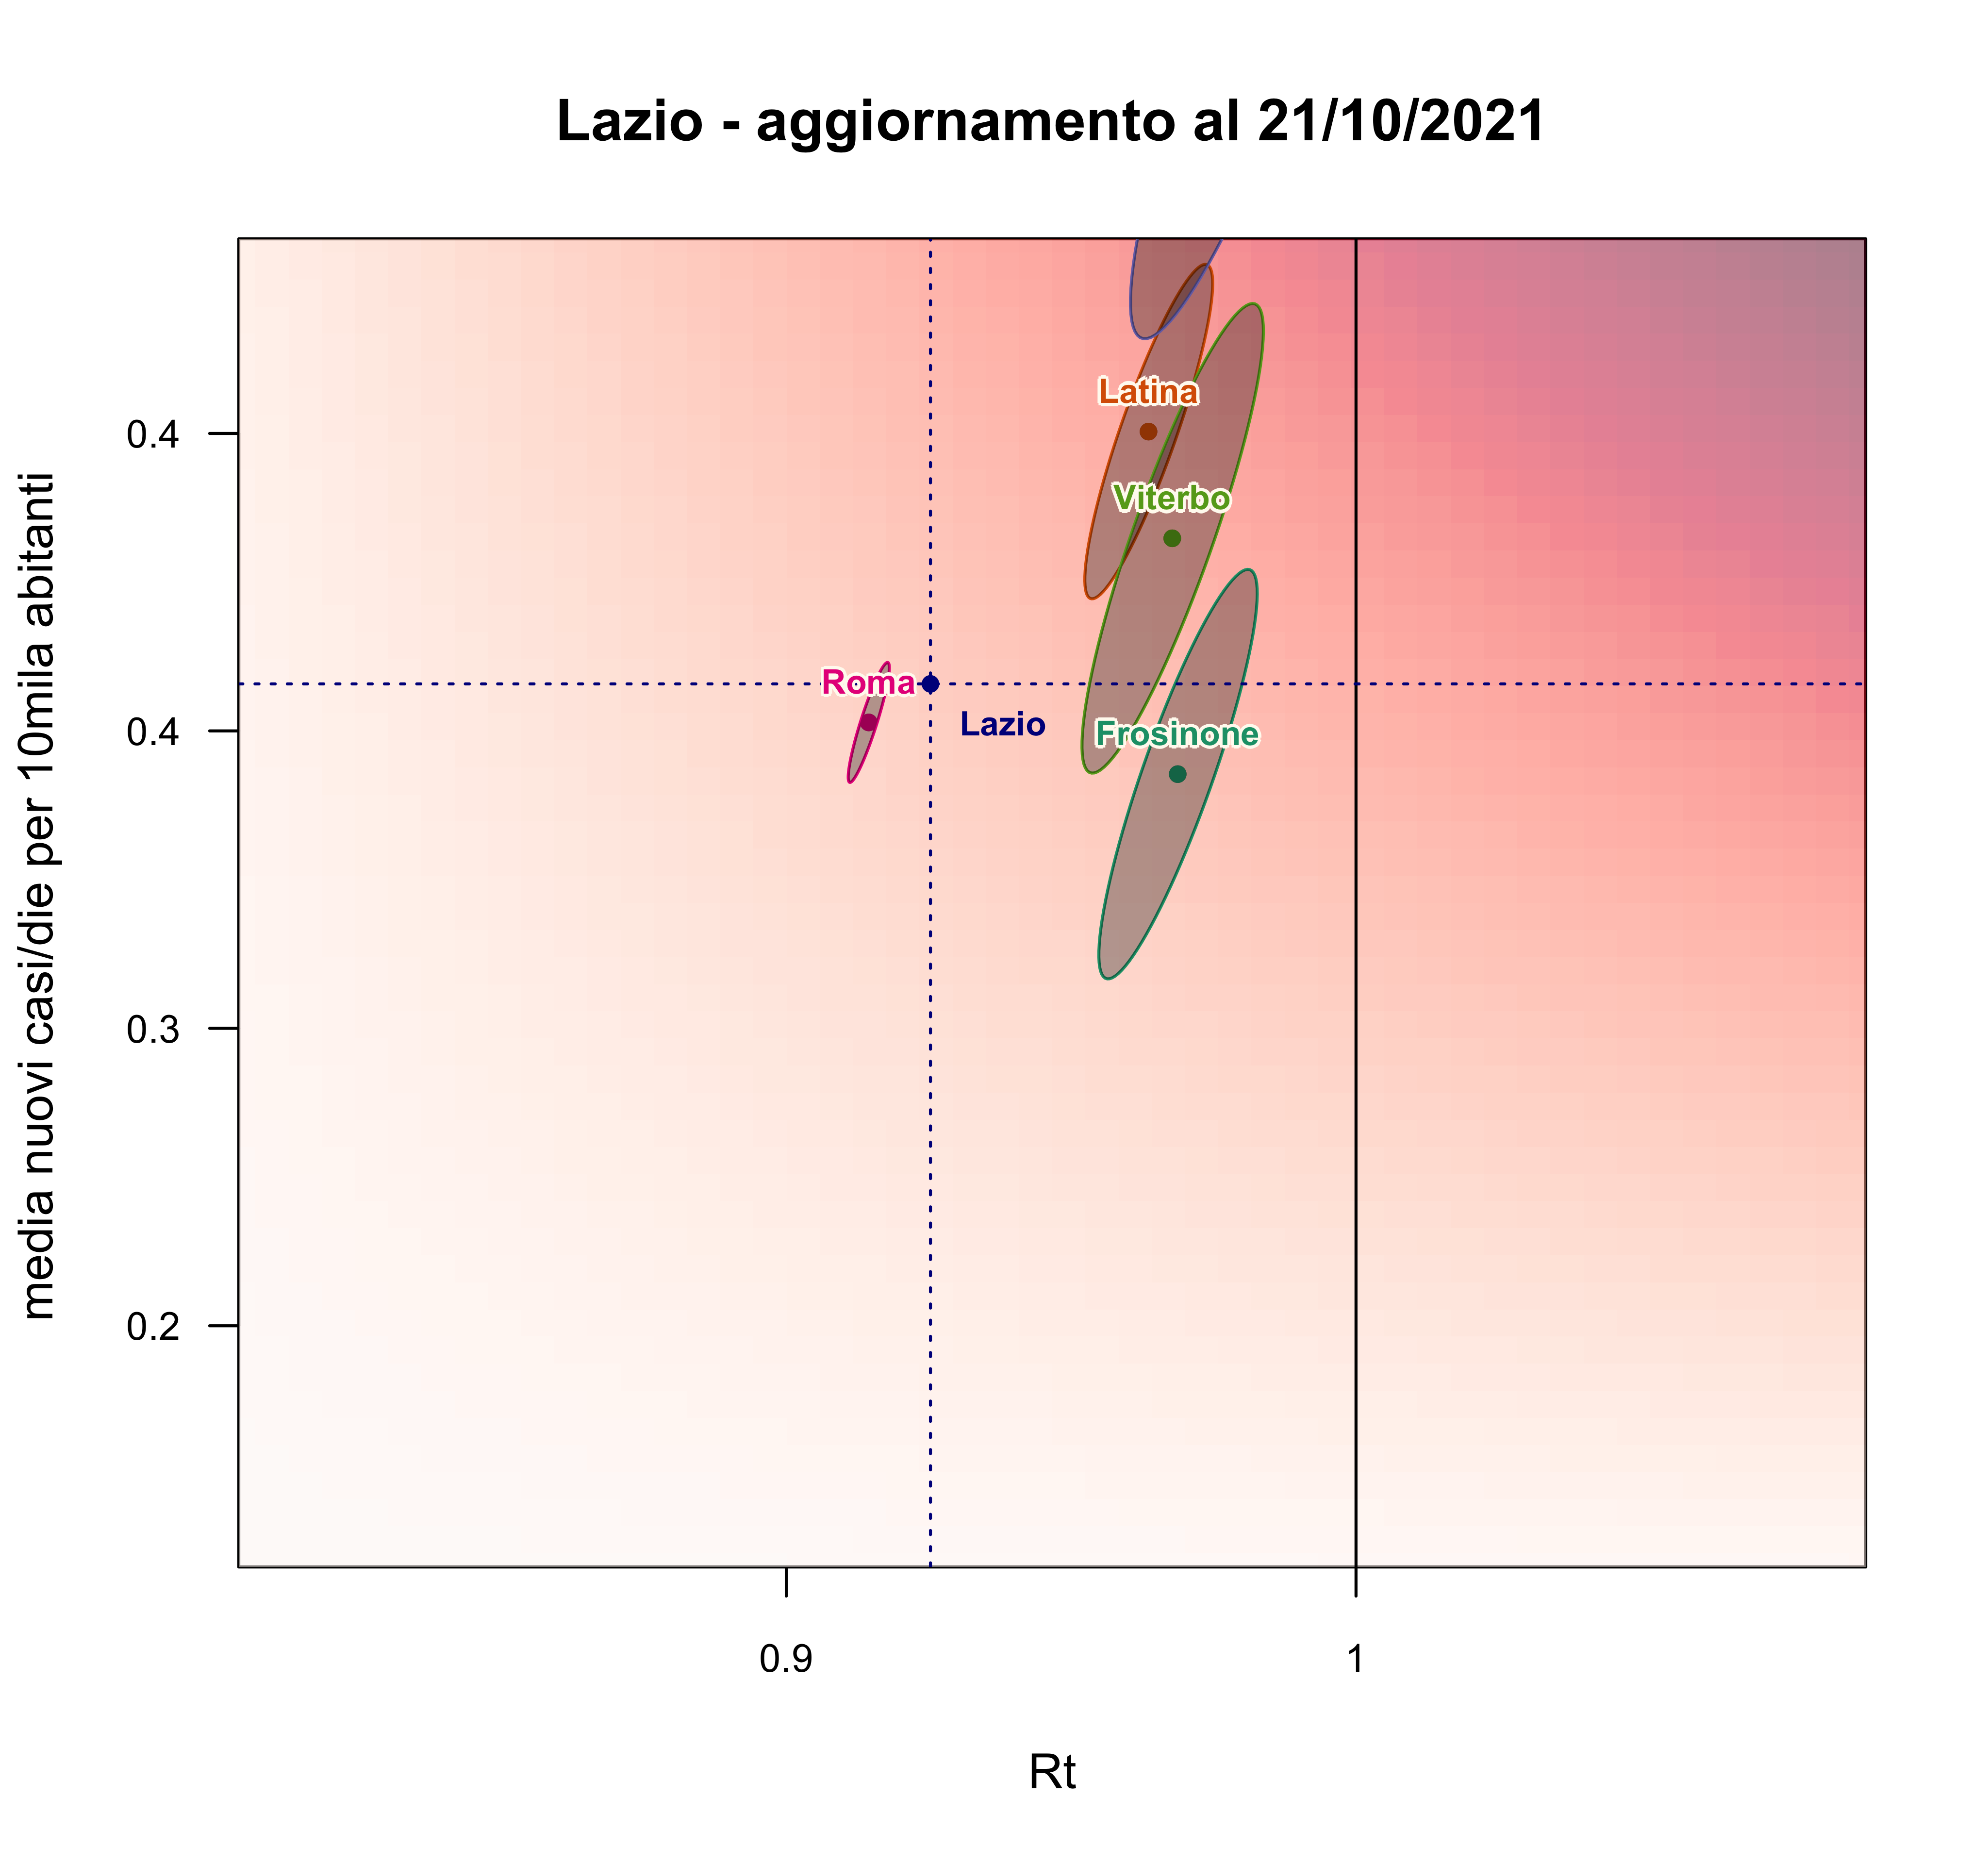 Lazio - aggiornamento al 21/10/2021
media nuovi casi/die per 10mila abitanti
0.4
0.4
0.3
0.2
Latina
Viterbo
Roma
Lazio
Frosinone
0.9
1
Rt